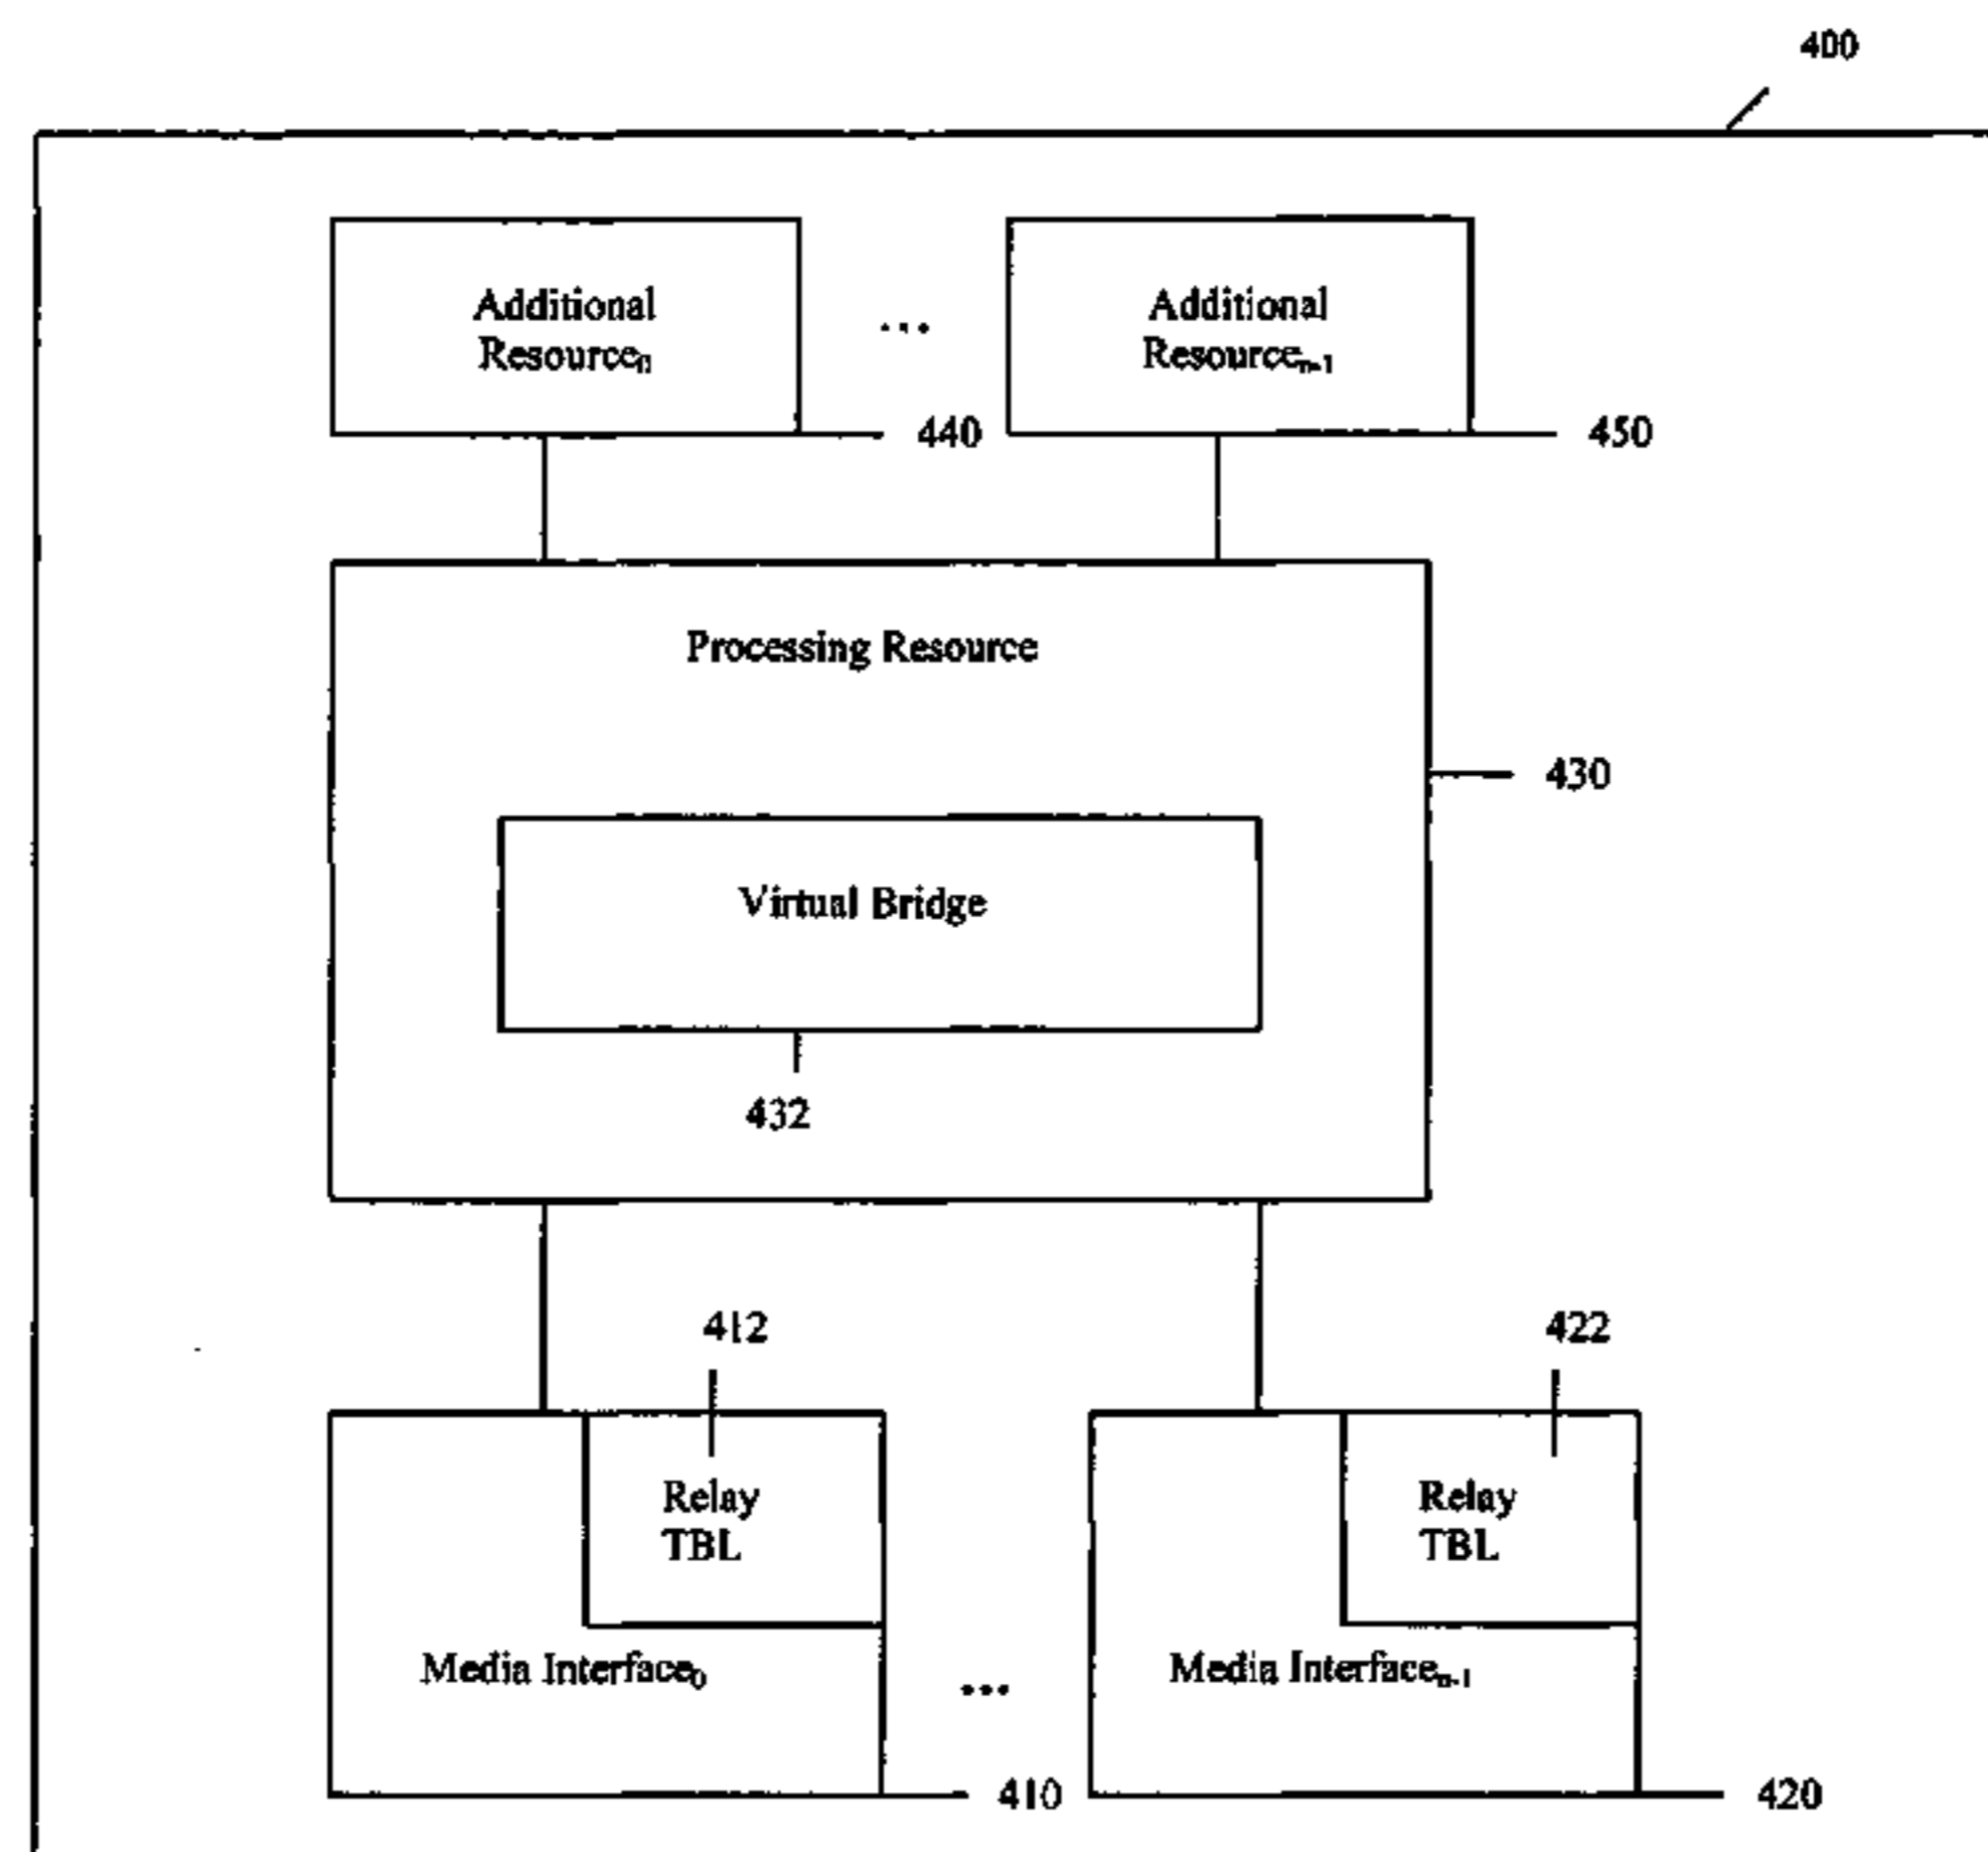 400
Additional
Resource₀
...
Additional
Resourceₙ₋₁
440
450
Processing Resource
430
Virtual Bridge
432
412
422
Relay
TBL
Relay
TBL
Media Interface₀
...
Media Interfaceₙ₋₁
410
420